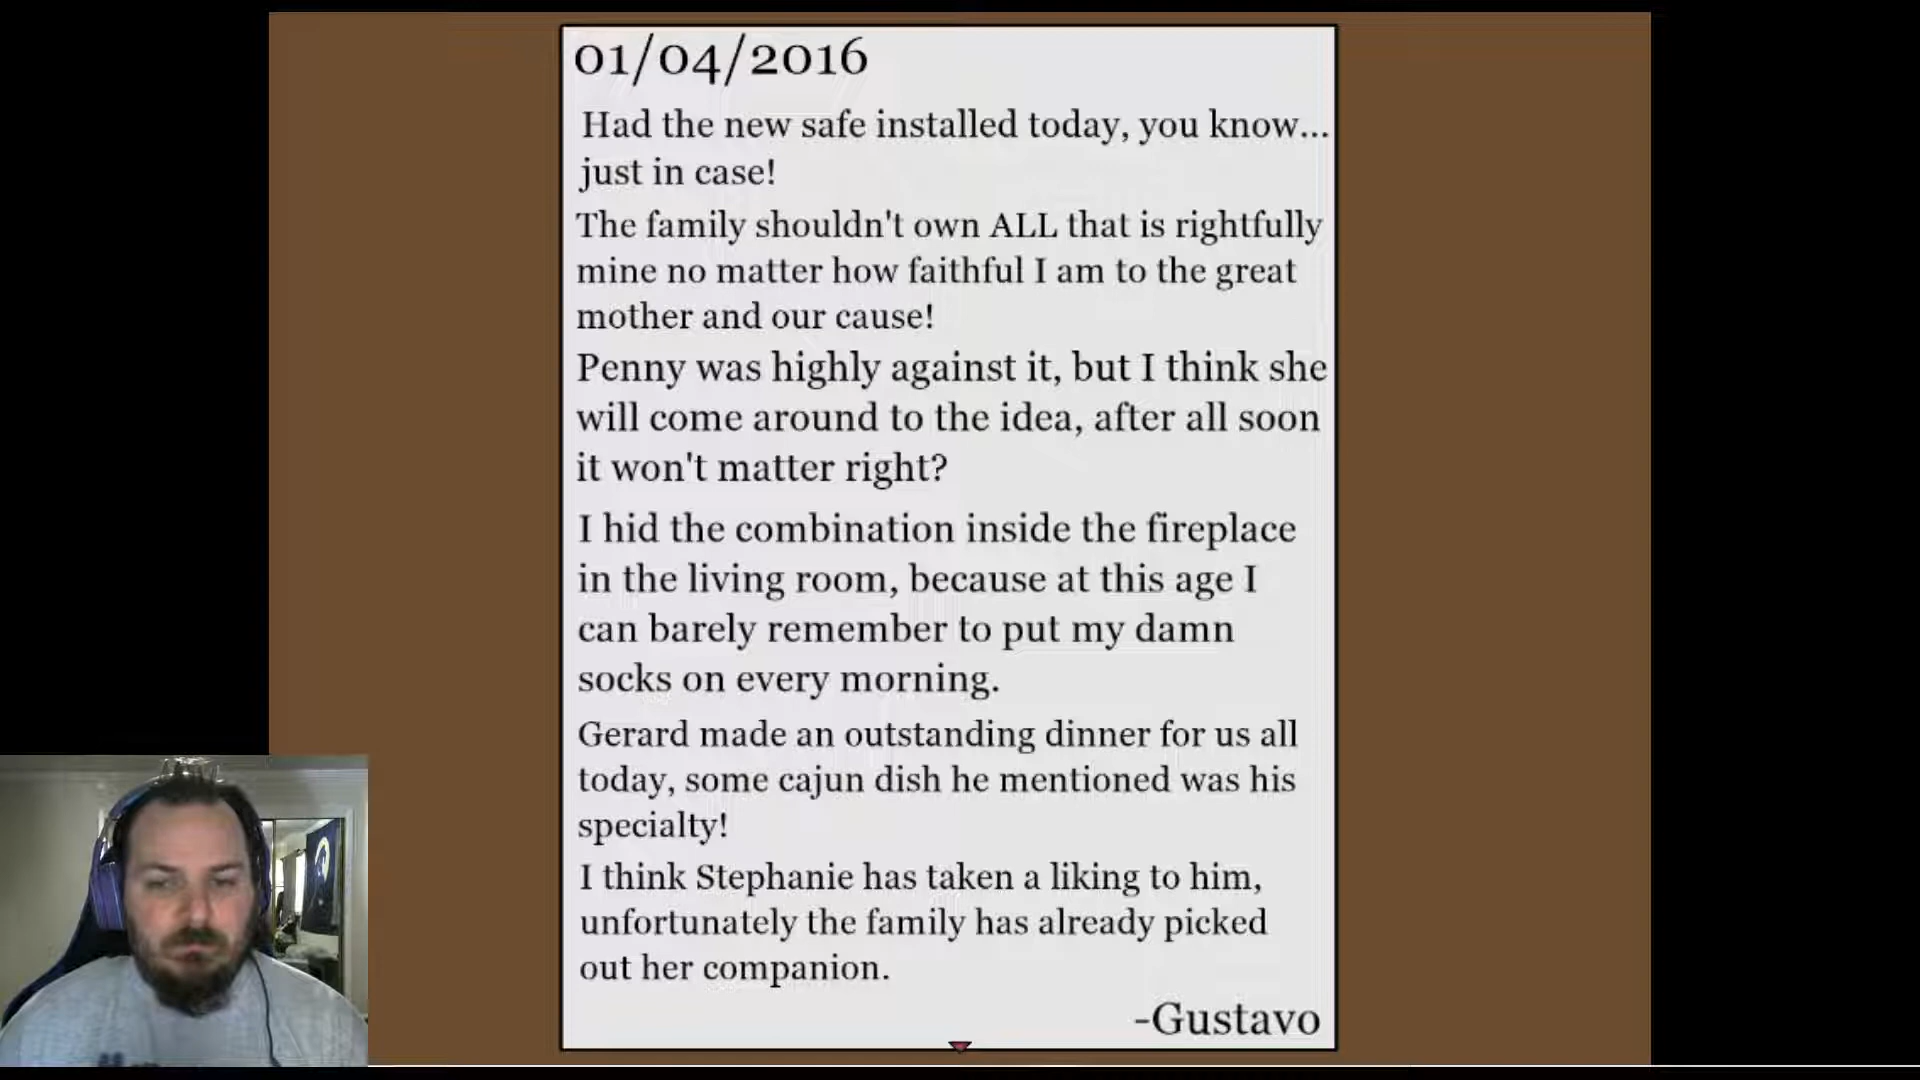 01/04/2016
Had the new safe installed today, you know...
just in case!
The family shouldn't own ALL that is rightfully
mine no matter how faithful I am to the great
mother and our cause!
Penny was highly against it, but I think she
will come around to the idea, after all soon
it won't matter right?
I hid the combination inside the fireplace
in the living room, because at this age I
can barely remember to put my damn
socks on every morning.
Gerard made an outstanding dinner for us all
today, some cajun dish he mentioned was his
specialty!
I think Stephanie has taken a liking to him,
unfortunately the family has already picked
out her companion.
-Gustavo